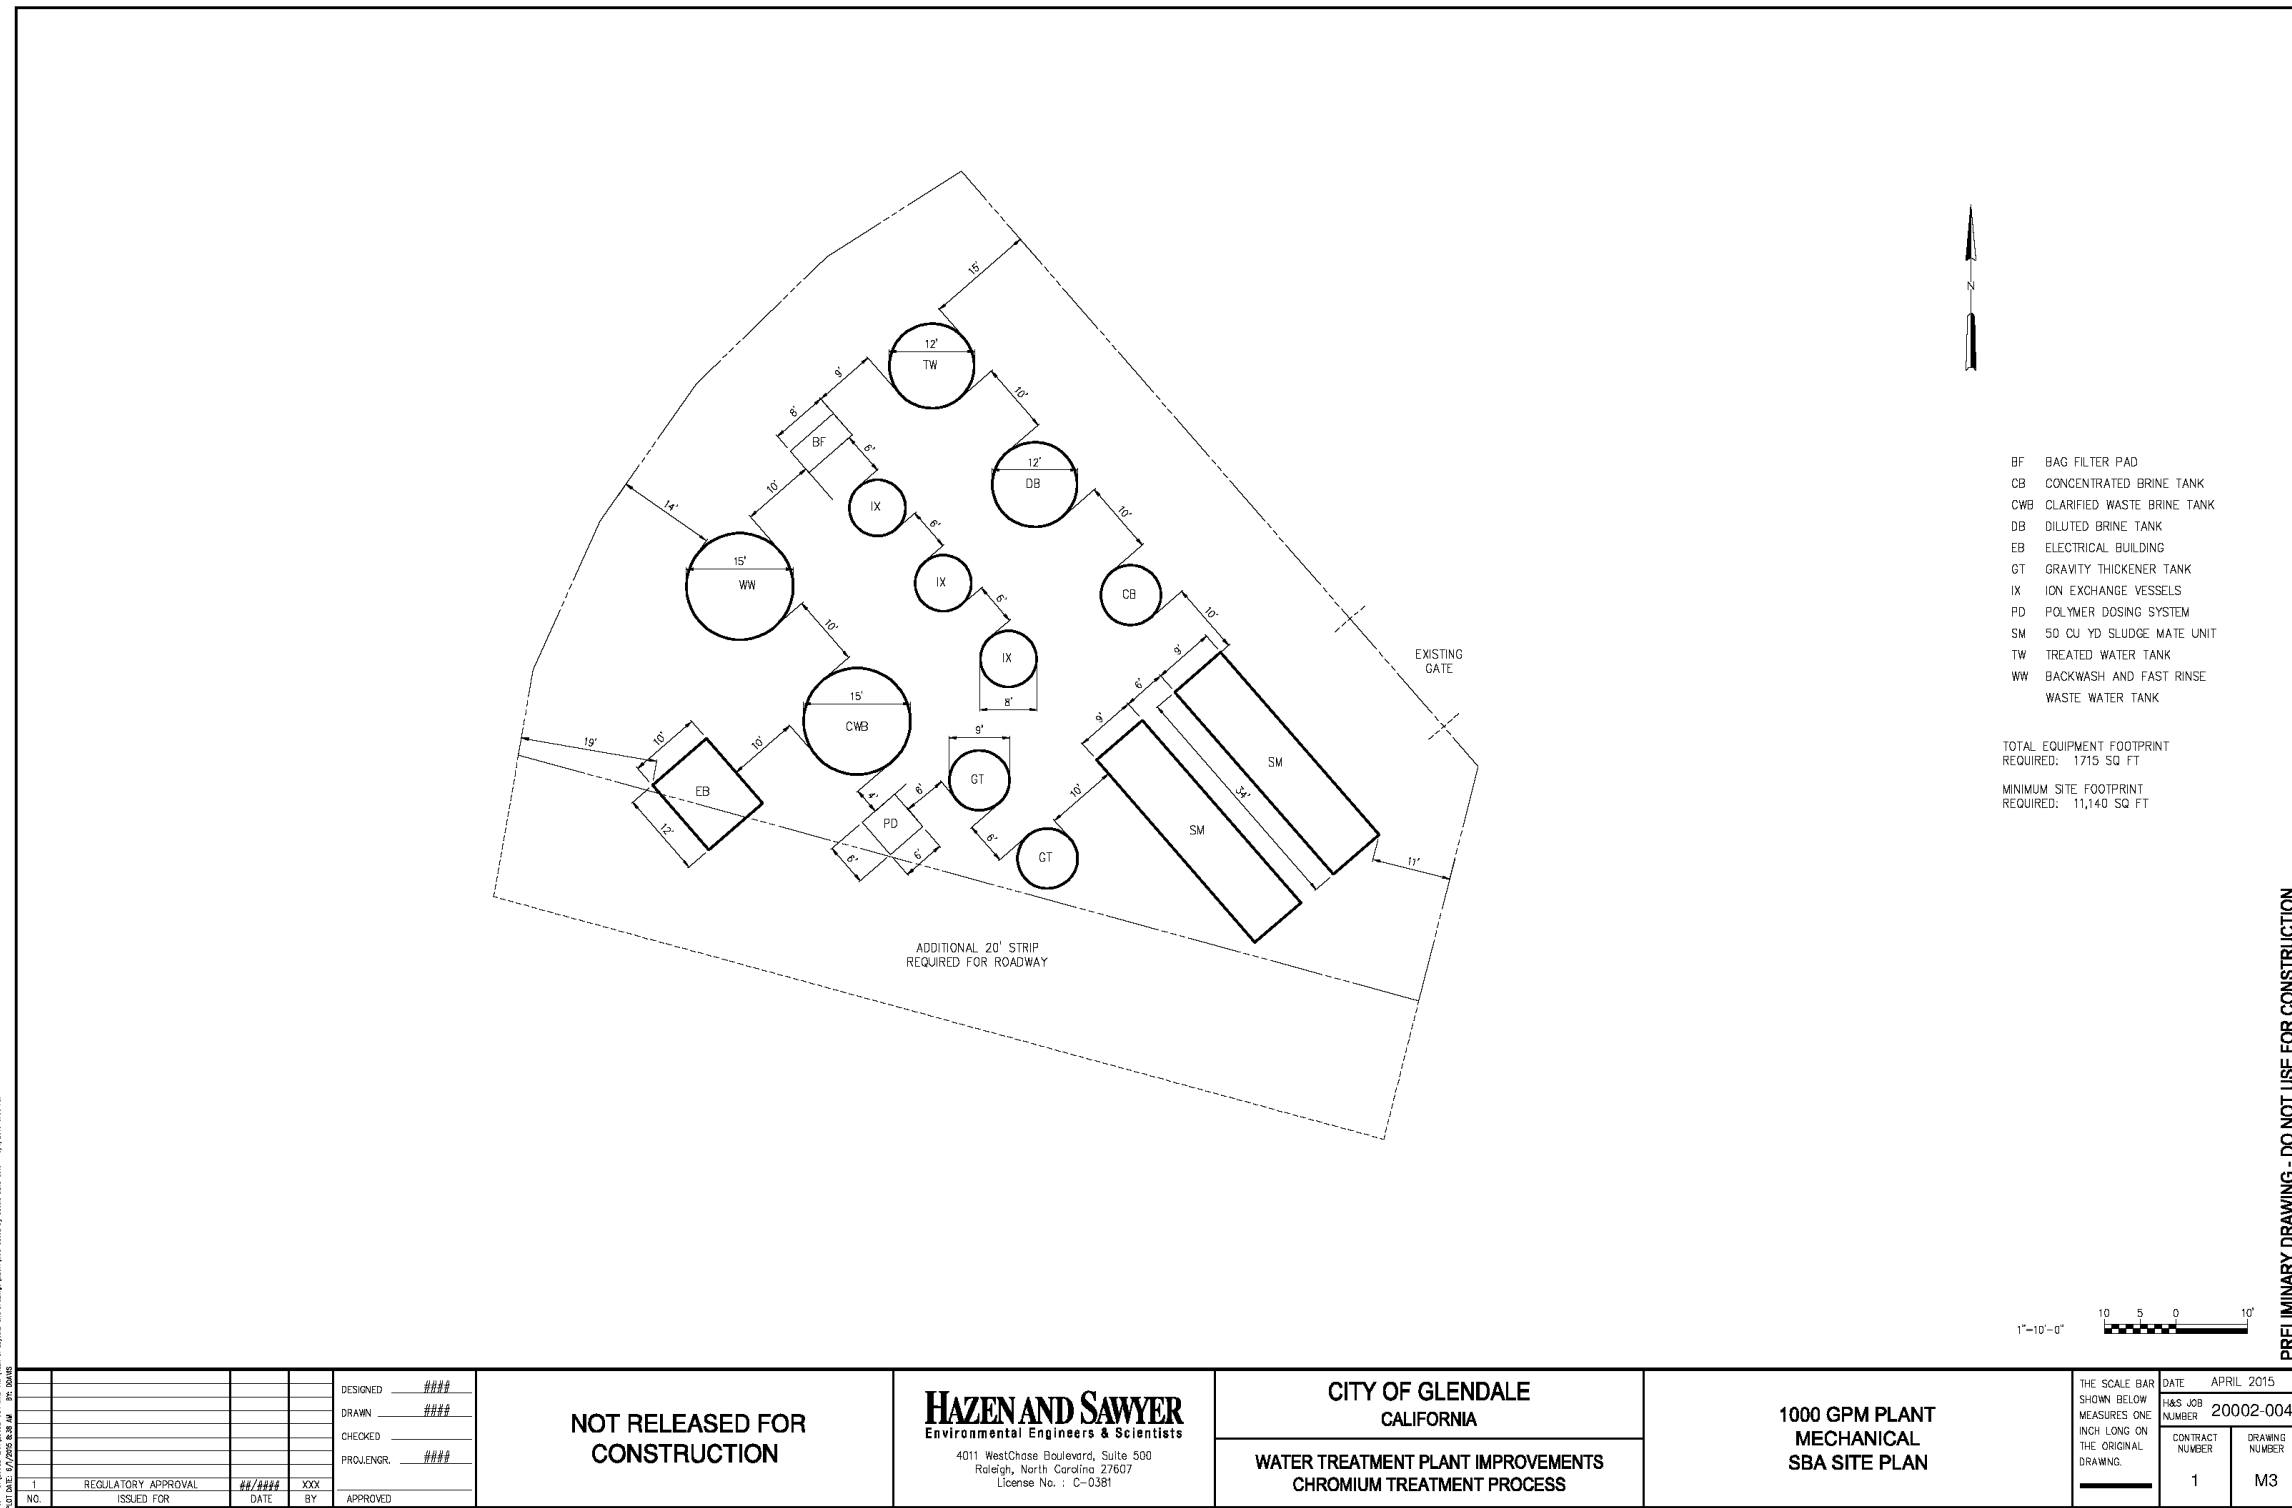 15'
12'
TW
9'
10'
8'
BF
6'
12'
DB
IX
10'
14'
10'
6'
15'
WW
IX
CB
6'
10'
10'
IX
9'
EXISTING
GATE
6'
8'
15'
CWB
9'
9'
19'
10'
10'
GT
SM
EB
6'
4'
10'
34'
12'
PD
SM
6'
6'
6'
GT
11'
ADDITIONAL 20' STRIP
REQUIRED FOR ROADWAY
N
BF BAG FILTER PAD
CB CONCENTRATED BRINE TANK
CWB CLARIFIED WASTE BRINE TANK
DB DILUTED BRINE TANK
EB ELECTRICAL BUILDING
GT GRAVITY THICKENER TANK
IX ION EXCHANGE VESSELS
PD POLYMER DOSING SYSTEM
SM 50 CU YD SLUDGE MATE UNIT
TW TREATED WATER TANK
WW BACKWASH AND FAST RINSE
WASTE WATER TANK
TOTAL EQUIPMENT FOOTPRINT
REQUIRED: 1715 SQ FT
MINIMUM SITE FOOTPRINT
REQUIRED: 11,140 SQ FT
10 5 0 10'
1"=10'-0"
PRELIMINARY DRAWING - DO NOT USE FOR CONSTRUCTION
1 REGULATORY APPROVAL ##/#### XXX
NO. ISSUED FOR DATE BY
DESIGNED ####
DRAWN ####
CHECKED
PROJ.ENGR. ####
APPROVED
NOT RELEASED FOR
CONSTRUCTION
HAZEN AND SAWYER
Environmental Engineers & Scientists
4011 WestChase Boulevard, Suite 500
Raleigh, North Carolina 27607
License No. : C-0381
CITY OF GLENDALE
CALIFORNIA
WATER TREATMENT PLANT IMPROVEMENTS
CHROMIUM TREATMENT PROCESS
1000 GPM PLANT
MECHANICAL
SBA SITE PLAN
THE SCALE BAR
SHOWN BELOW
MEASURES ONE
INCH LONG ON
THE ORIGINAL
DRAWING.
DATE APRIL 2015
H&S JOB
NUMBER 20002-004
CONTRACT
NUMBER
1
DRAWING
NUMBER
M3